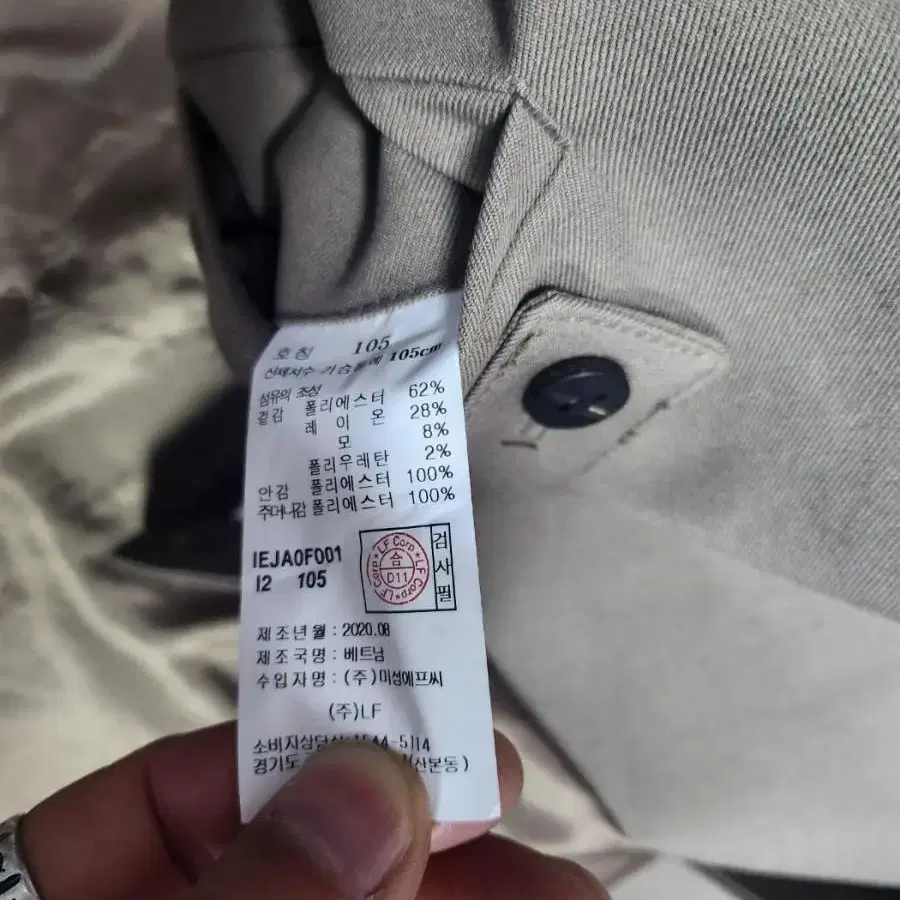 호칭 105
신체치수 가슴둘레 105cm
섬유의 조성
겉감 폴리에스터 62%
레이온 28%
모 8%
폴리우레탄 2%
안감 폴리에스터 100%
주머니감 폴리에스터 100%
IEJA0F001
I2 105
LF Corp ★ LF Corp ★ LF Corp ★
승
D11
검사필
제조년월 : 2020.08
제조국명 : 베트남
수입자명 : (주)미성에프씨
(주)LF
소비자상담실 1544-5114
경기도 (산본동)